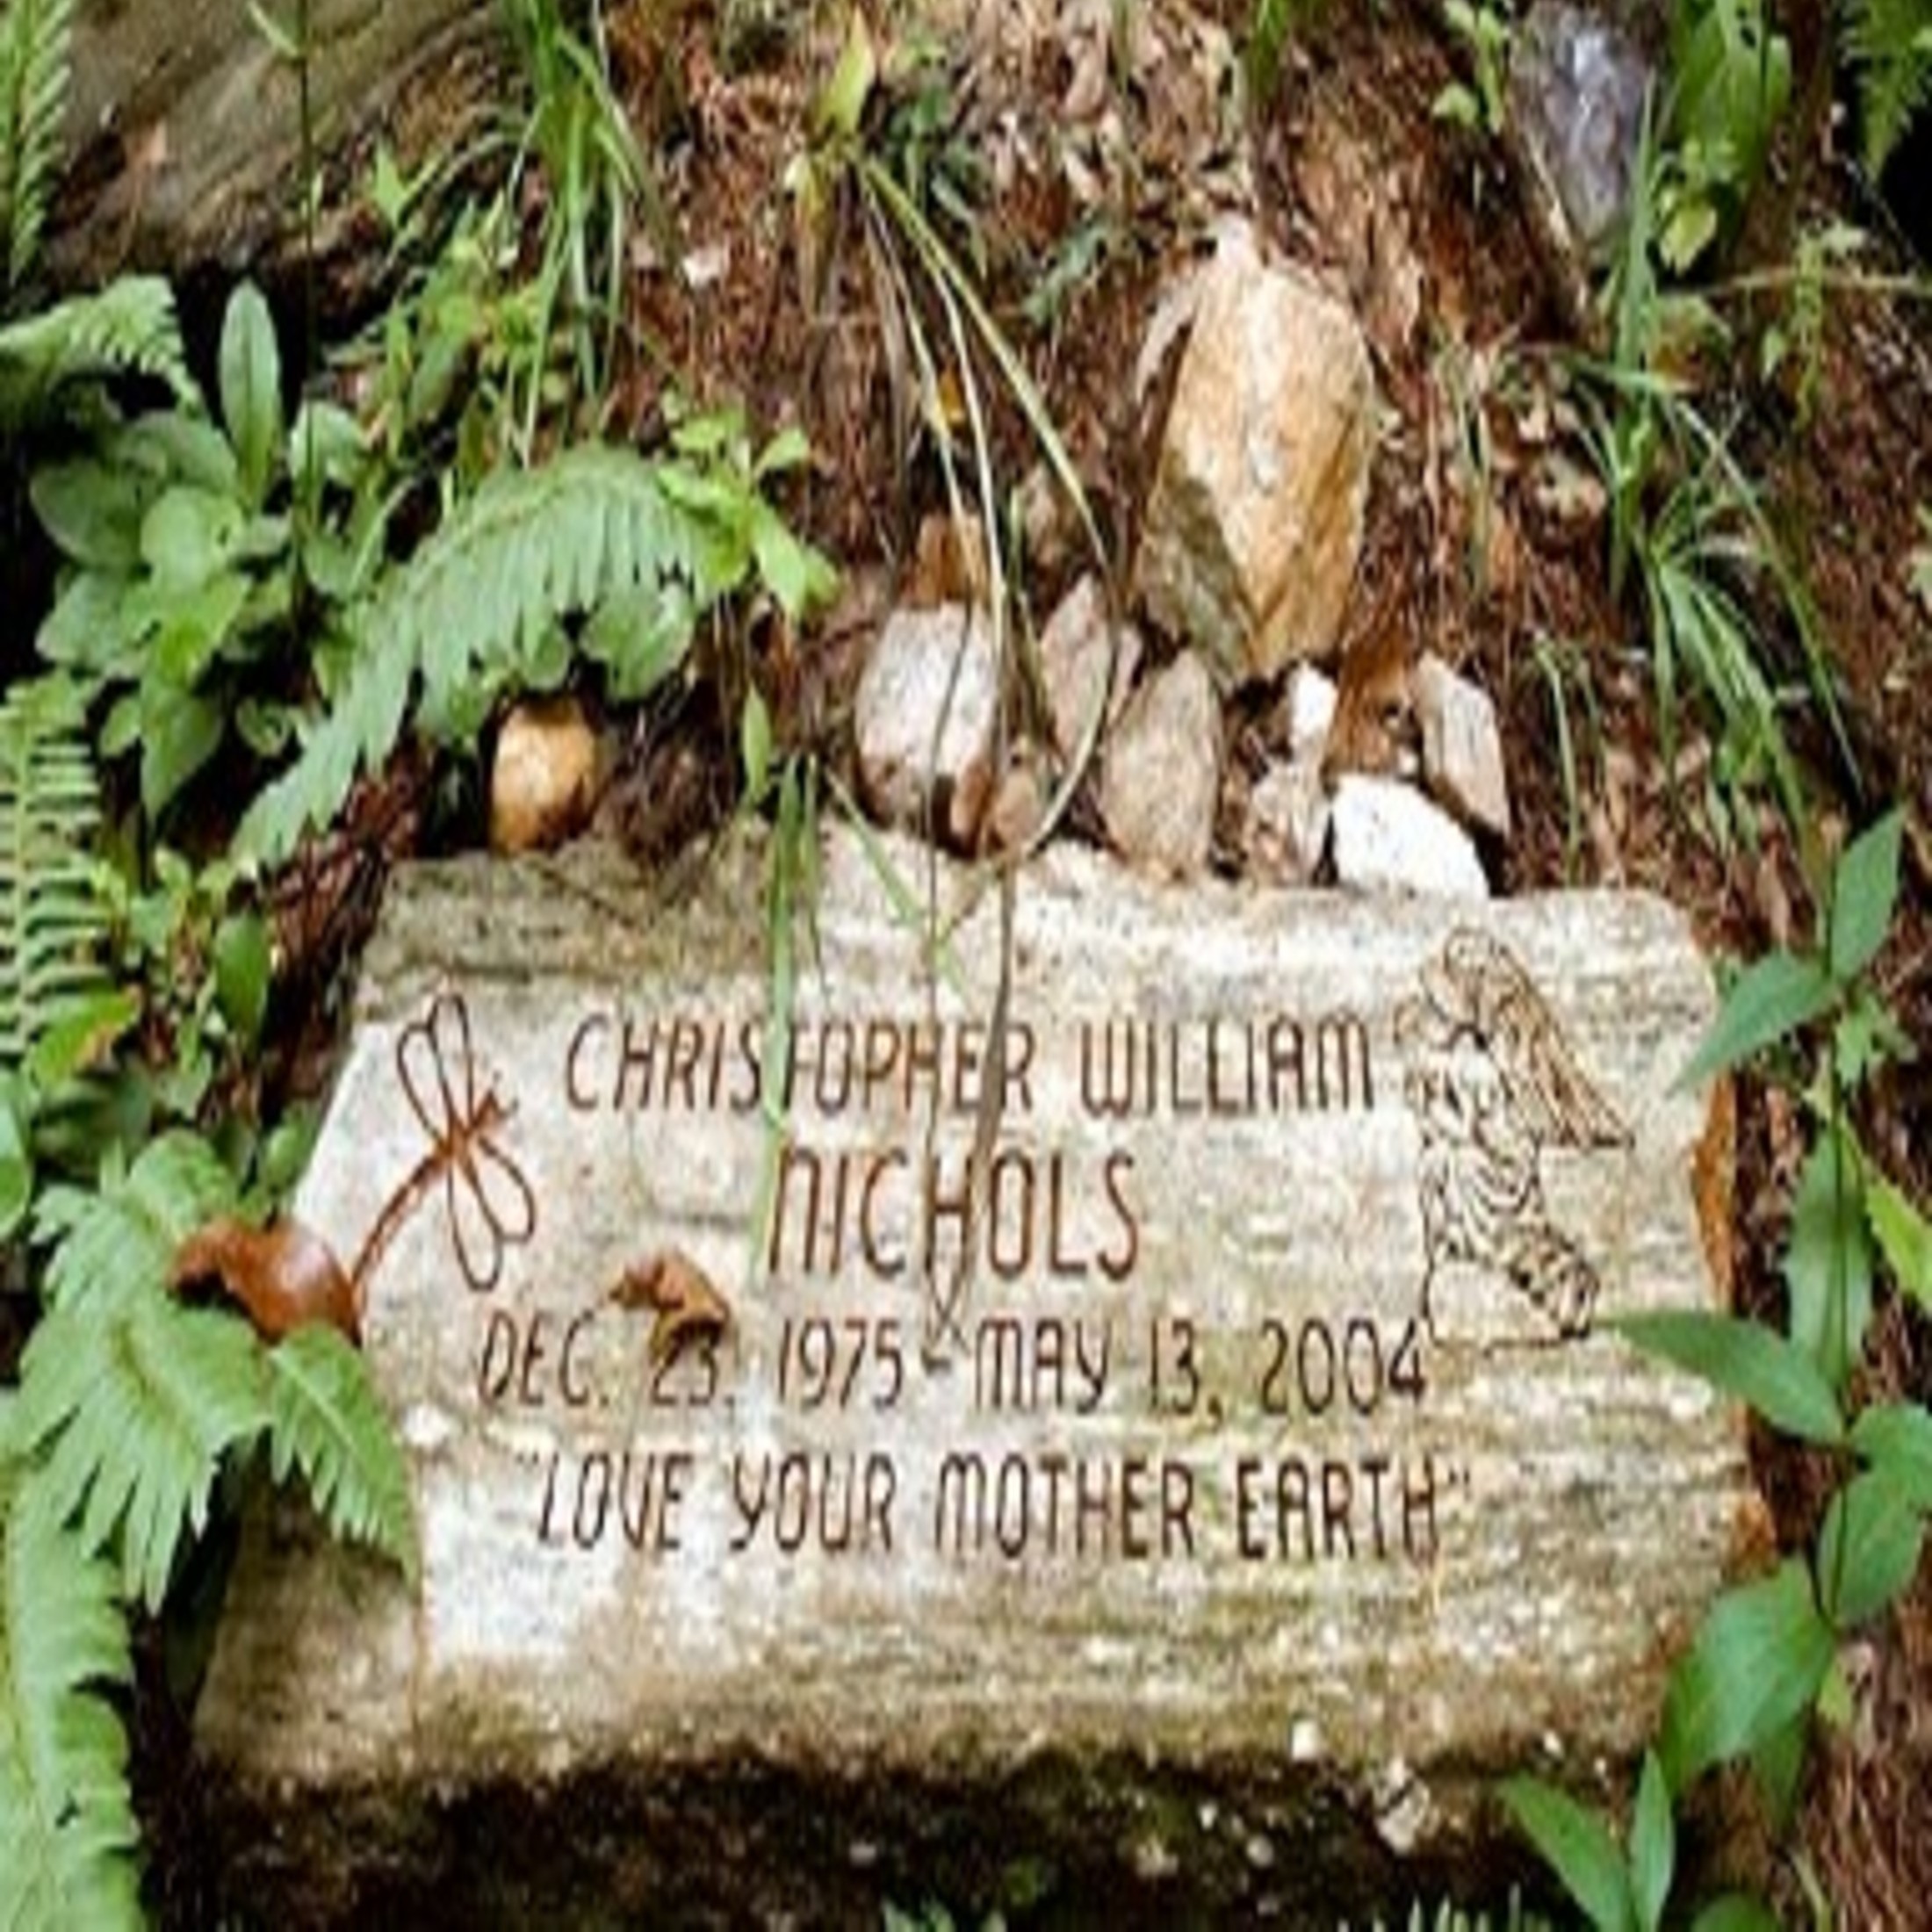 CHRISTOPHER WILLIAM
NICHOLS
DEC. 23. 1975 - MAY 13, 2004
"LOVE YOUR MOTHER EARTH"